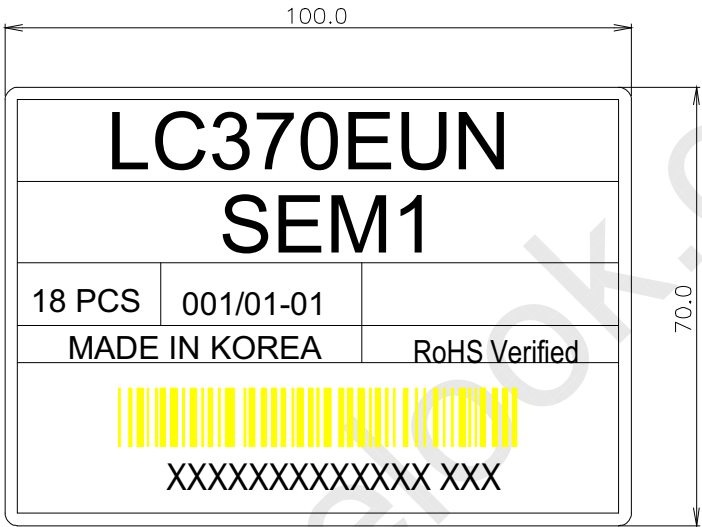 100.0
LC370EUN
SEM1
18 PCS 001/01-01
70.0
MADE IN KOREA RoHS Verified
XXXXXXXXXXXXX XXX